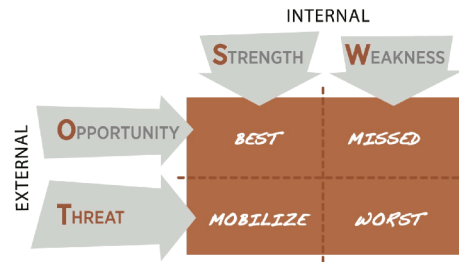 INTERNAL
STRENGTH
WEAKNESS
EXTERNAL
OPPORTUNITY
BEST
MISSED
THREAT
MOBILIZE
WORST